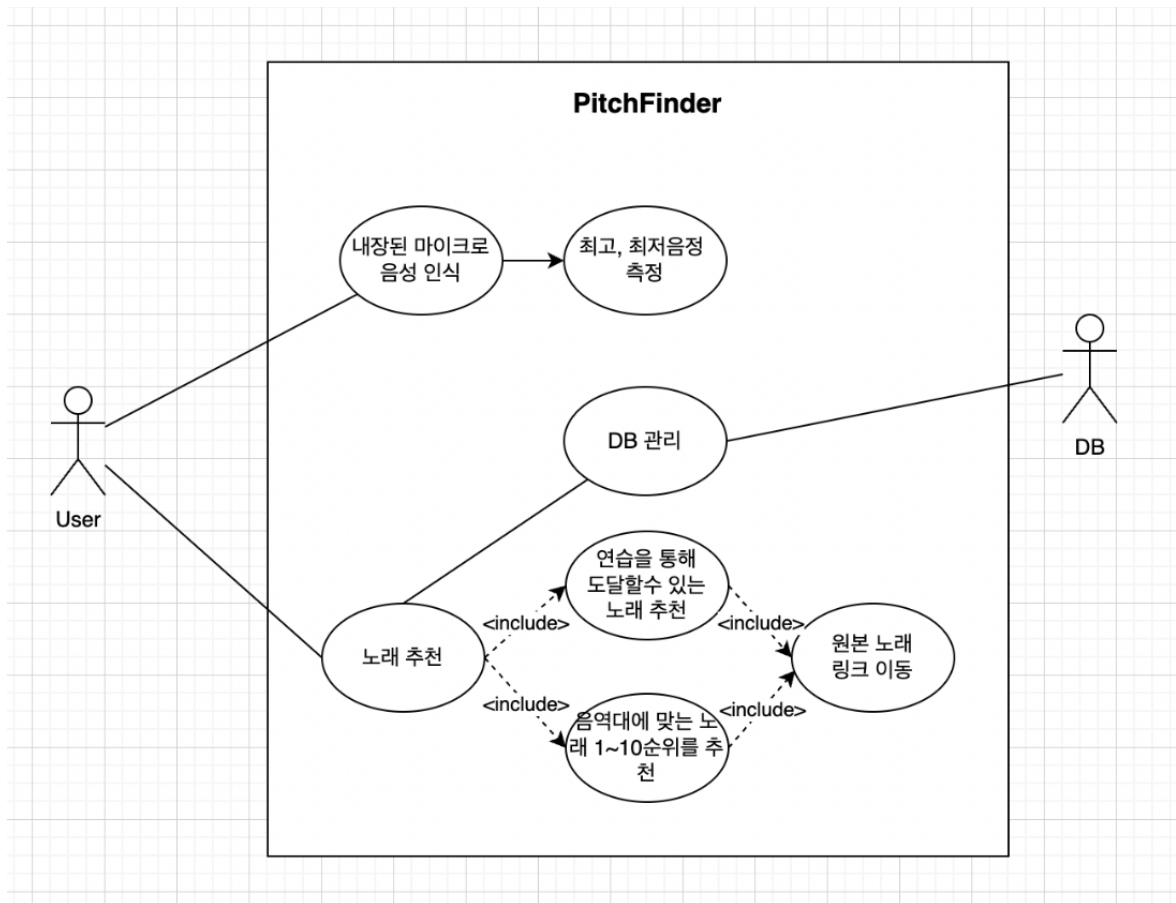 PitchFinder
내장된 마이크로
음성 인식
최고, 최저음정
측정
DB 관리
DB
User
연습을 통해
도달할수 있는
노래 추천
<include>
<include>
노래 추천
원본 노래
링크 이동
<include>
<include>
음역대에 맞는 노
래 1~10순위를 추
천